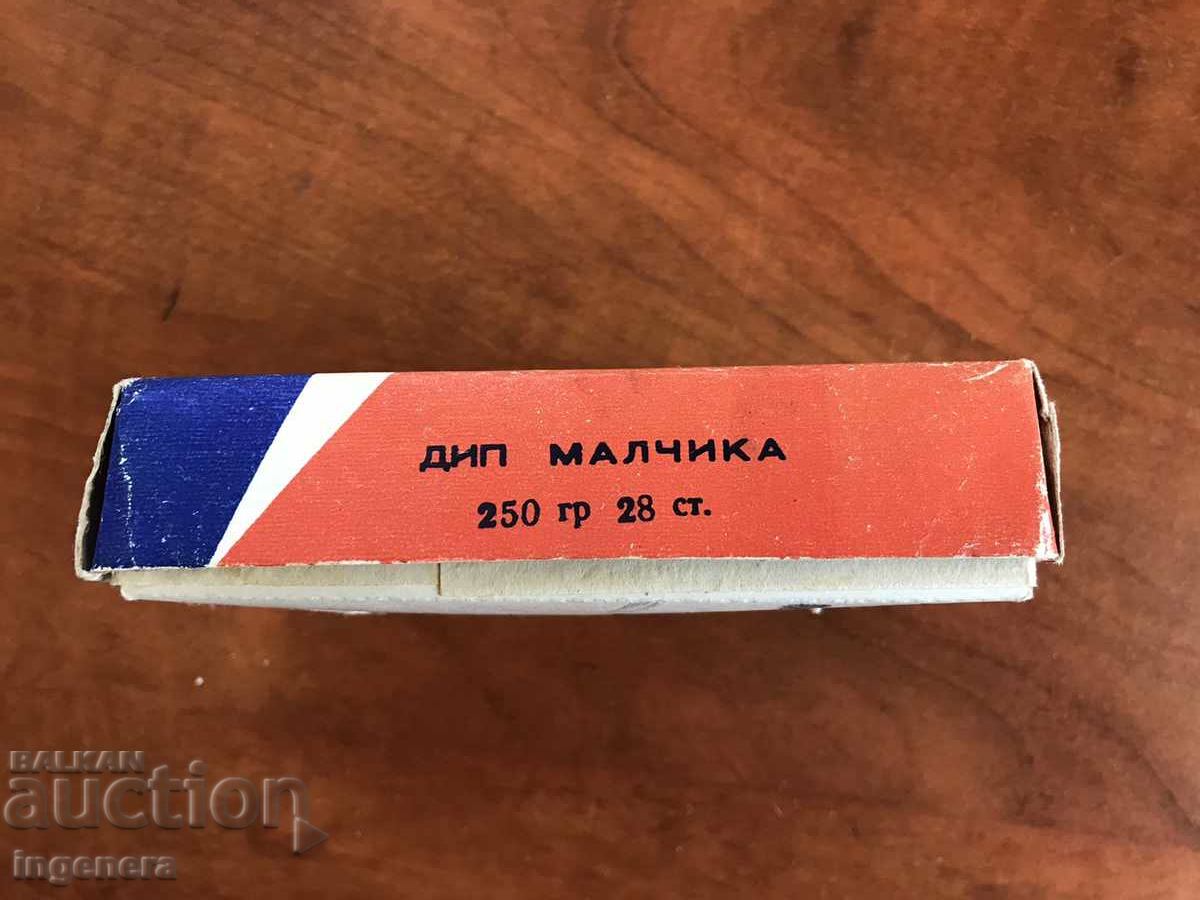 ДИП МАЛЧИКА
250 гр 28 ст.
BALKAN
auction
ingenera